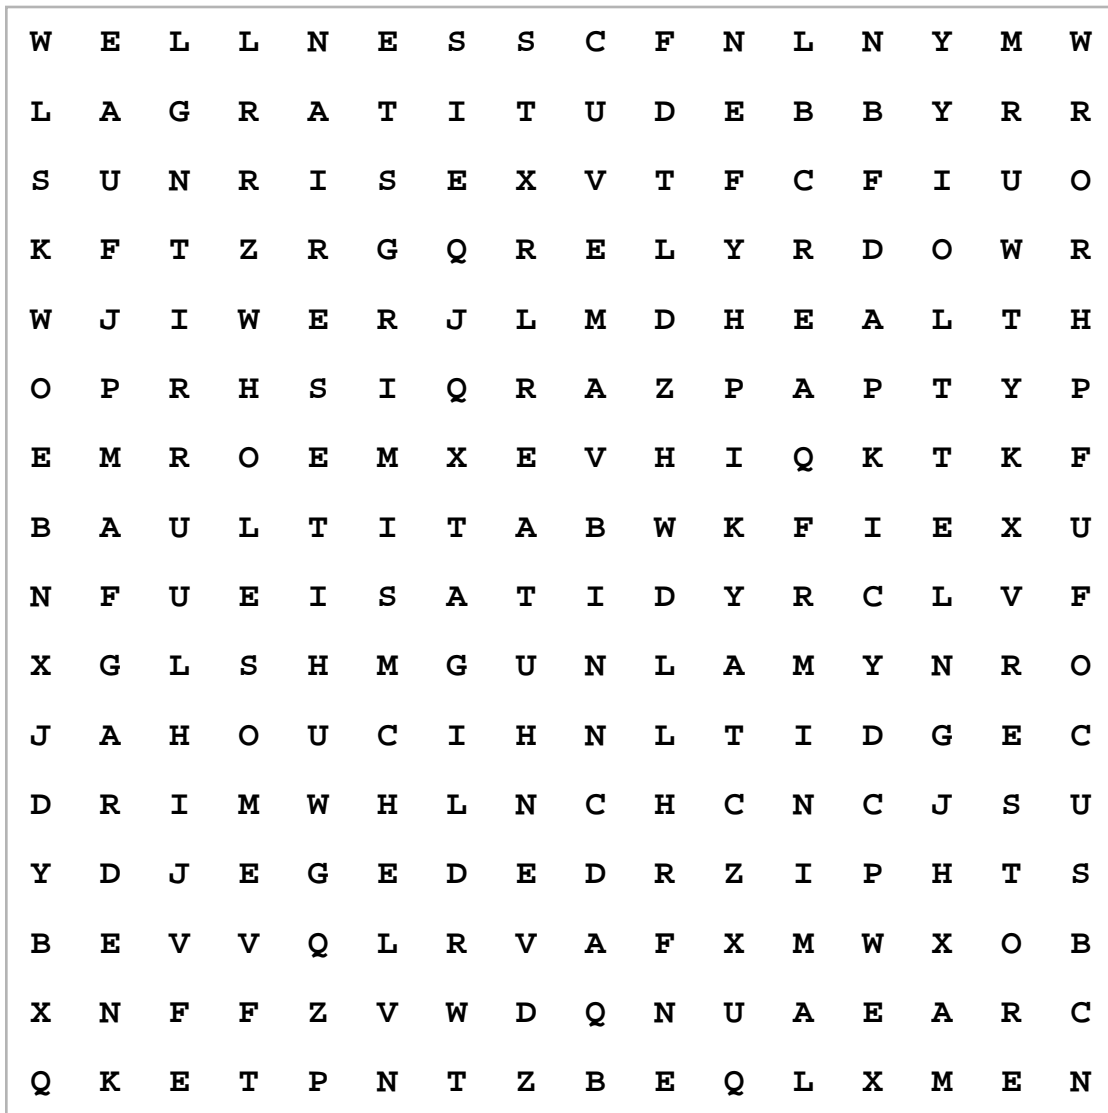 W E L L N E S S C F N L N Y M W
L A G R A T I T U D E B B Y R R
S U N R I S E X V T F C F I U O
K F T Z R G Q R E L Y R D O W R
W J I W E R J L M D H E A L T H
O P R H S I Q R A Z P A P T Y P
E M R O E M X E V H I Q K T K F
B A U L T I T A B W K F I E X U
N F U E I S A T I D Y R C L V F
X G L S H M G U N L A M Y N R O
J A H O U C I H N L T I D G E C
D R I M W H L N C H C N C J S U
Y D J E G E D E D R Z I P H T S
B E V V Q L R V A F X M W X O B
X N F F Z V W D Q N U A E A R C
Q K E T P N T Z B E Q L X M E N